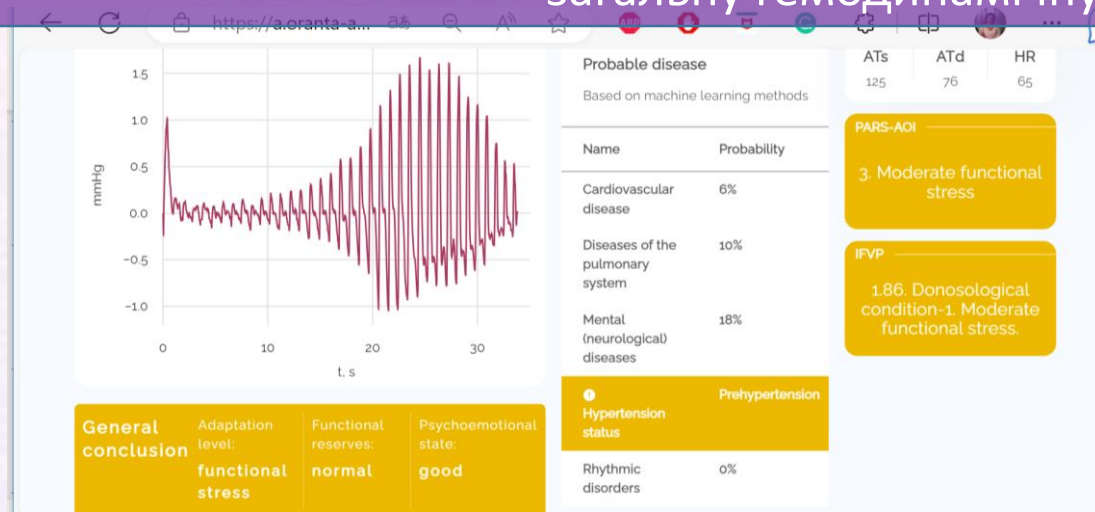 загальну гемодинамічну
https://a.oranta-a...
1.5
1.0
0.5
0.0
−0.5
−1.0
mmHg
0 10 20 30
t, s
General conclusion
Adaptation level:
functional stress
Functional reserves:
normal
Psychoemotional state:
good
Probable disease
Based on machine learning methods
Name Probability
Cardiovascular disease 6%
Diseases of the pulmonary system 10%
Mental (neurological) diseases 18%
Hypertension status Prehypertension
Rhythmic disorders 0%
ATs ATd HR
125 76 65
PARS-AOI
3. Moderate functional
stress
IFVP
1.86. Donosological
condition-1. Moderate
functional stress.